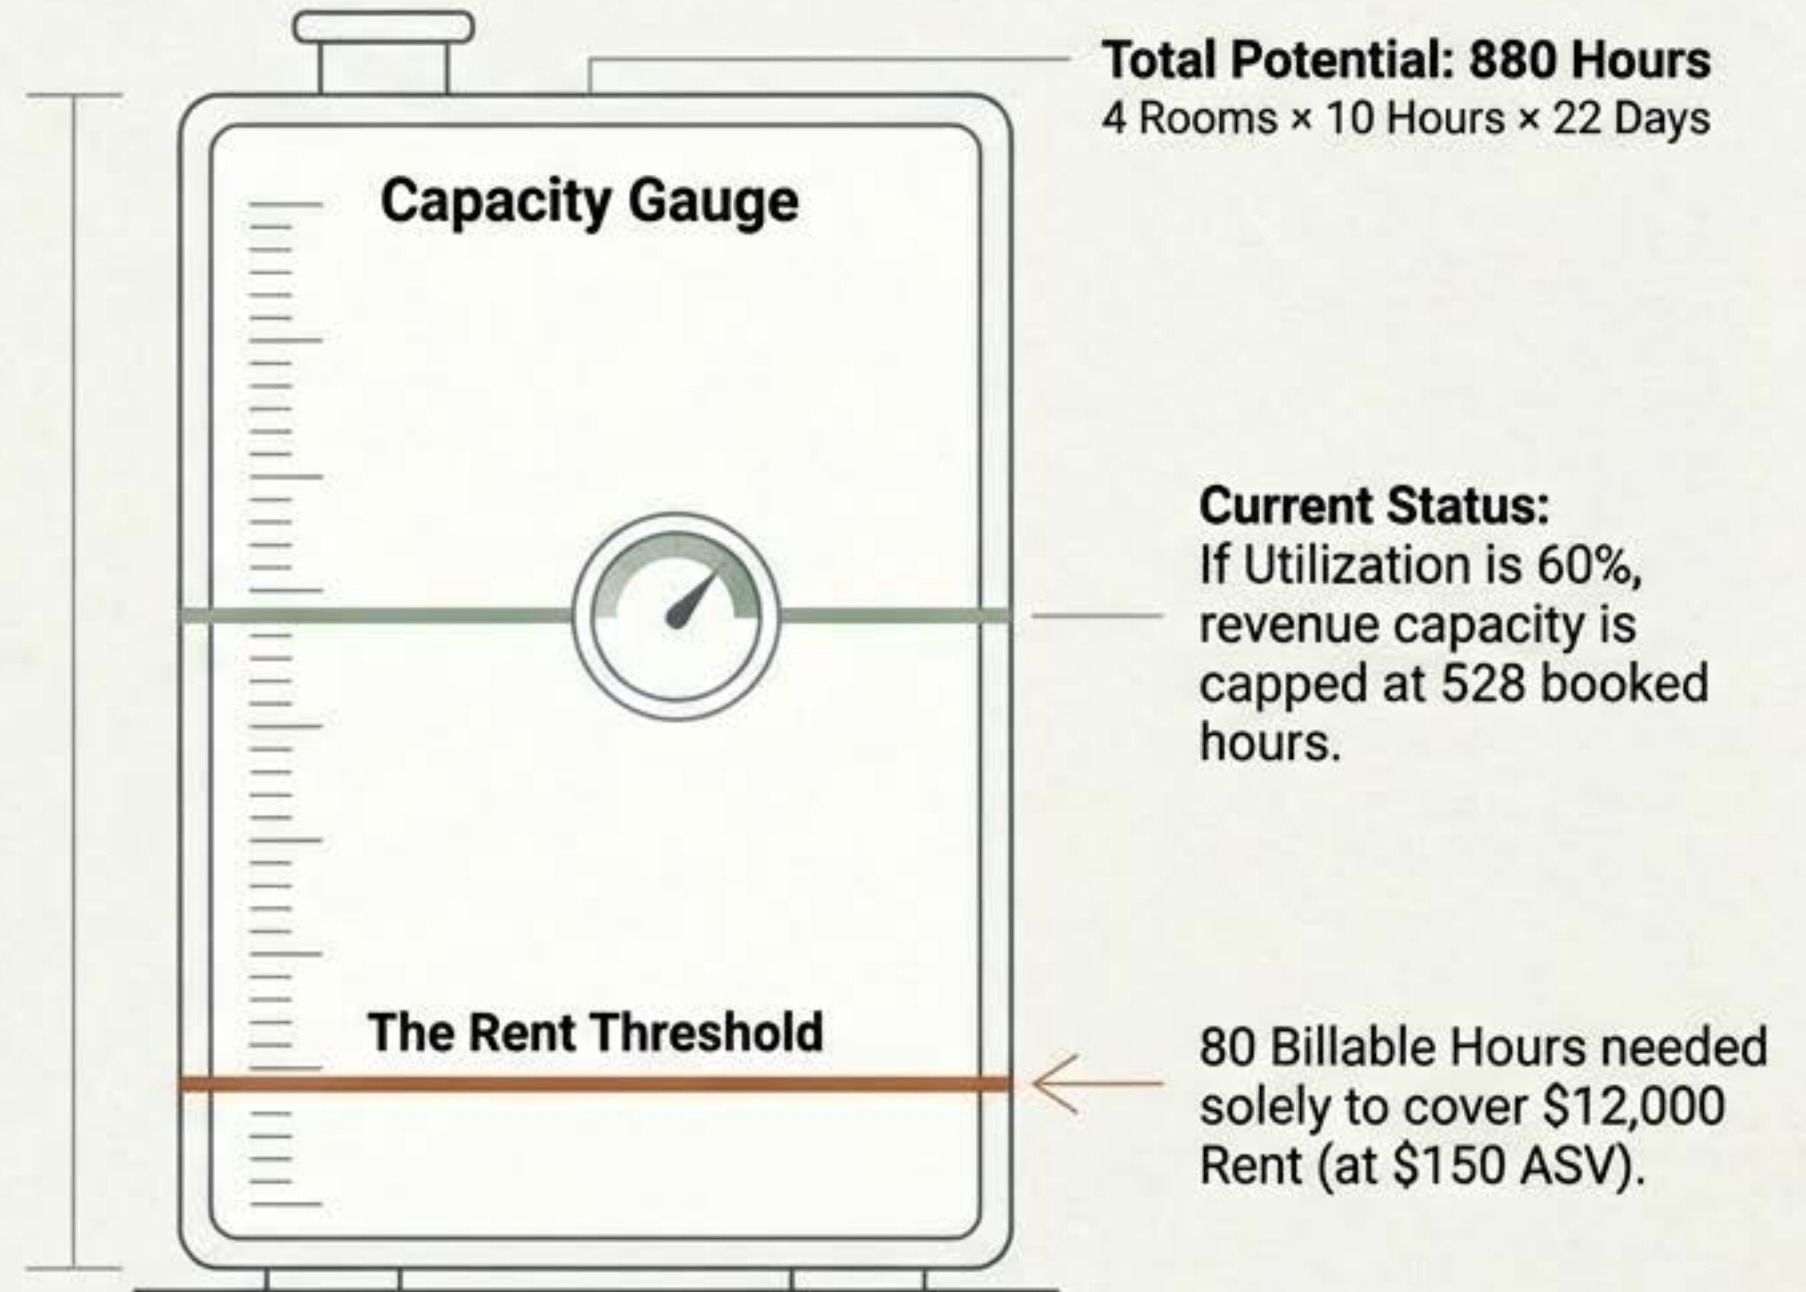 Total Potential: 880 Hours
4 Rooms × 10 Hours × 22 Days
Capacity Gauge
Current Status:
If Utilization is 60%,
revenue capacity is
capped at 528 booked
hours.
The Rent Threshold
80 Billable Hours needed
solely to cover $12,000
Rent (at $150 ASV).